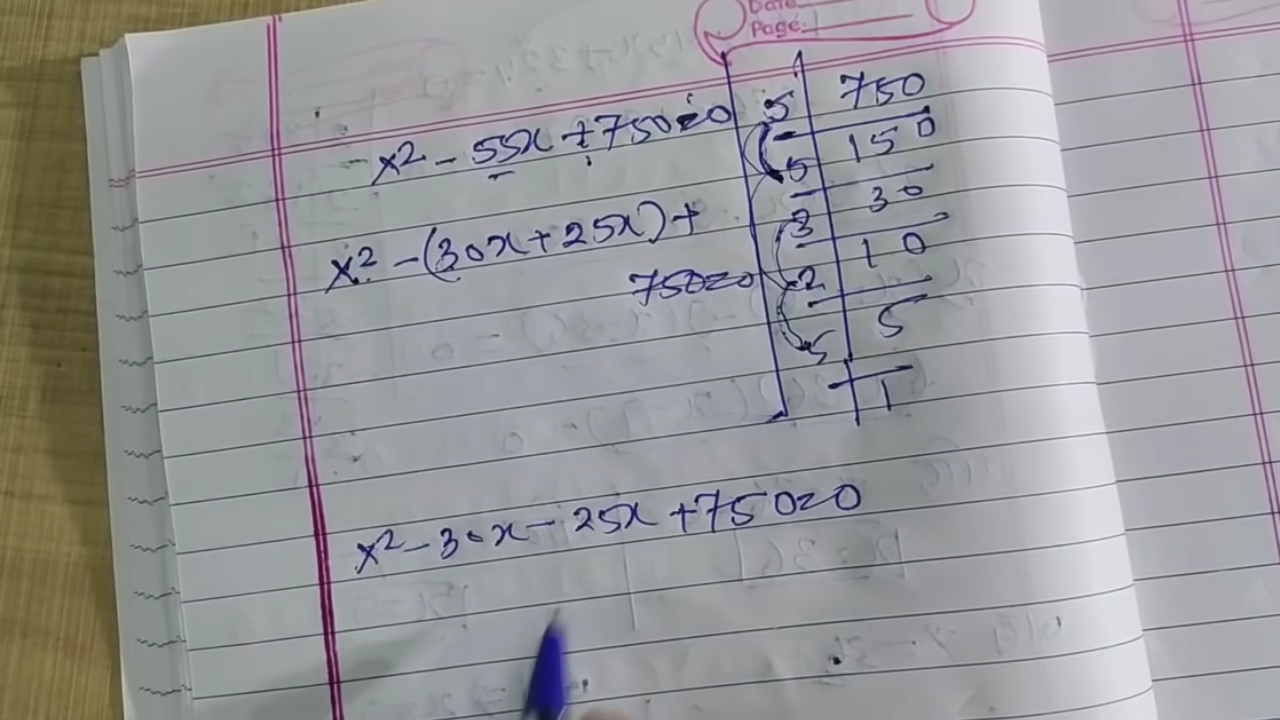 Date
Page: 1
x2 - 55x + 750 = 0
x2 - (30x + 25x) +
750 = 0
5 750
5 150
3 30
2 10
5 5
1
x2 - 30x - 25x + 750 = 0